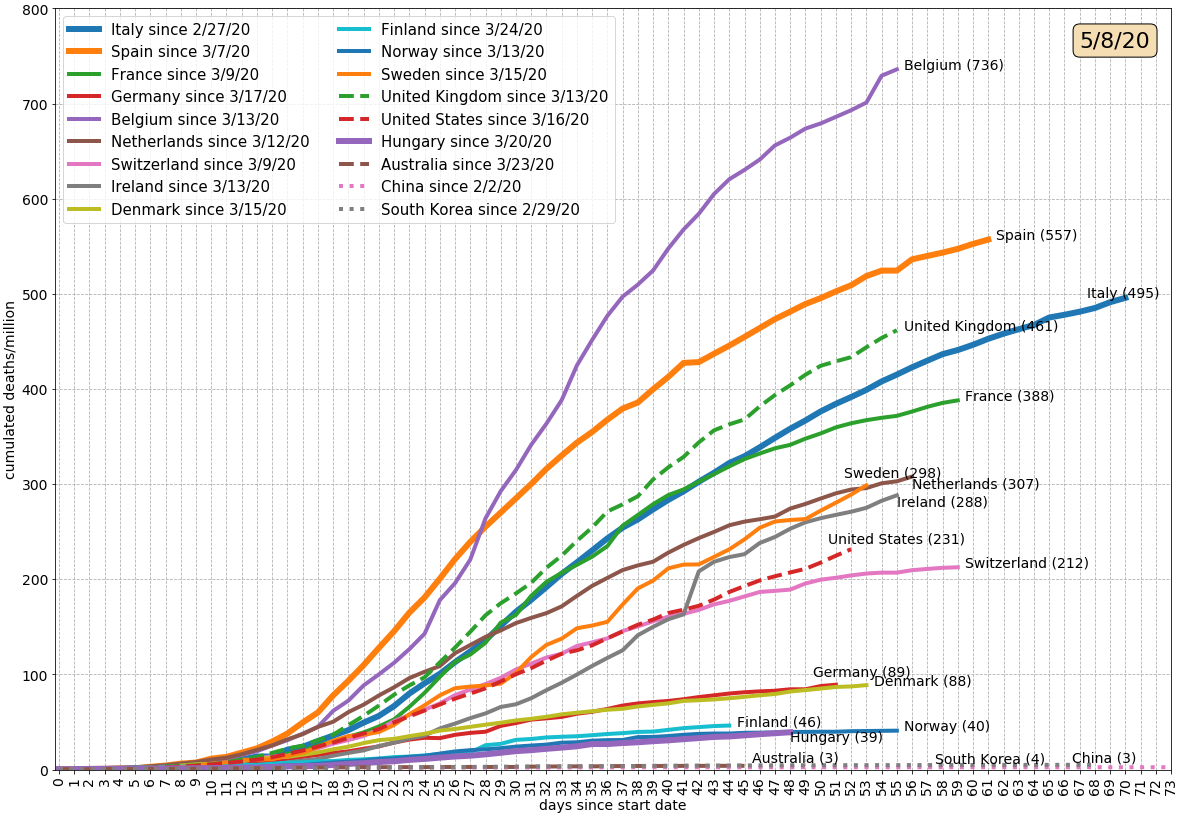 800
700
600
500
400
300
200
100
0
cumulated deaths/million
Italy since 2/27/20
Spain since 3/7/20
France since 3/9/20
Germany since 3/17/20
Belgium since 3/13/20
Netherlands since 3/12/20
Switzerland since 3/9/20
Ireland since 3/13/20
Denmark since 3/15/20
Finland since 3/24/20
Norway since 3/13/20
Sweden since 3/15/20
United Kingdom since 3/13/20
United States since 3/16/20
Hungary since 3/20/20
Australia since 3/23/20
China since 2/2/20
South Korea since 2/29/20
5/8/20
Belgium (736)
Spain (557)
Italy (495)
United Kingdom (461)
France (388)
Sweden (298)
Netherlands (307)
Ireland (288)
United States (231)
Switzerland (212)
Germany (89)
Denmark (88)
Finland (46)
Norway (40)
Hungary (39)
Australia (3)
South Korea (4)
China (3)
0 1 2 3 4 5 6 7 8 9 10 11 12 13 14 15 16 17 18 19 20 21 22 23 24 25 26 27 28 29 30 31 32 33 34 35 36 37 38 39 40 41 42 43 44 45 46 47 48 49 50 51 52 53 54 55 56 57 58 59 60 61 62 63 64 65 66 67 68 69 70 71 72 73
days since start date